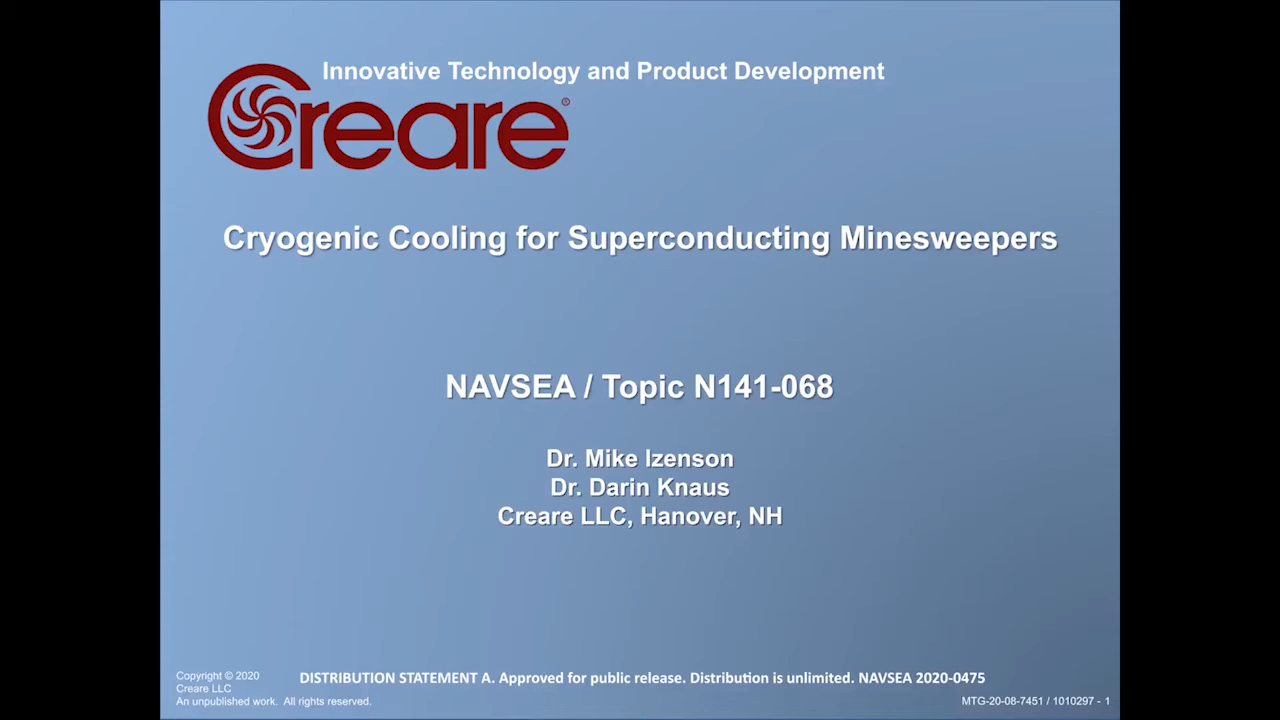 Innovative Technology and Product Development
Creare®
Cryogenic Cooling for Superconducting Minesweepers
NAVSEA / Topic N141-068
Dr. Mike Izenson
Dr. Darin Knaus
Creare LLC, Hanover, NH
Copyright © 2020
Creare LLC
An unpublished work. All rights reserved.
DISTRIBUTION STATEMENT A. Approved for public release. Distribution is unlimited. NAVSEA 2020-0475
MTG-20-08-7451 / 1010297 - 1